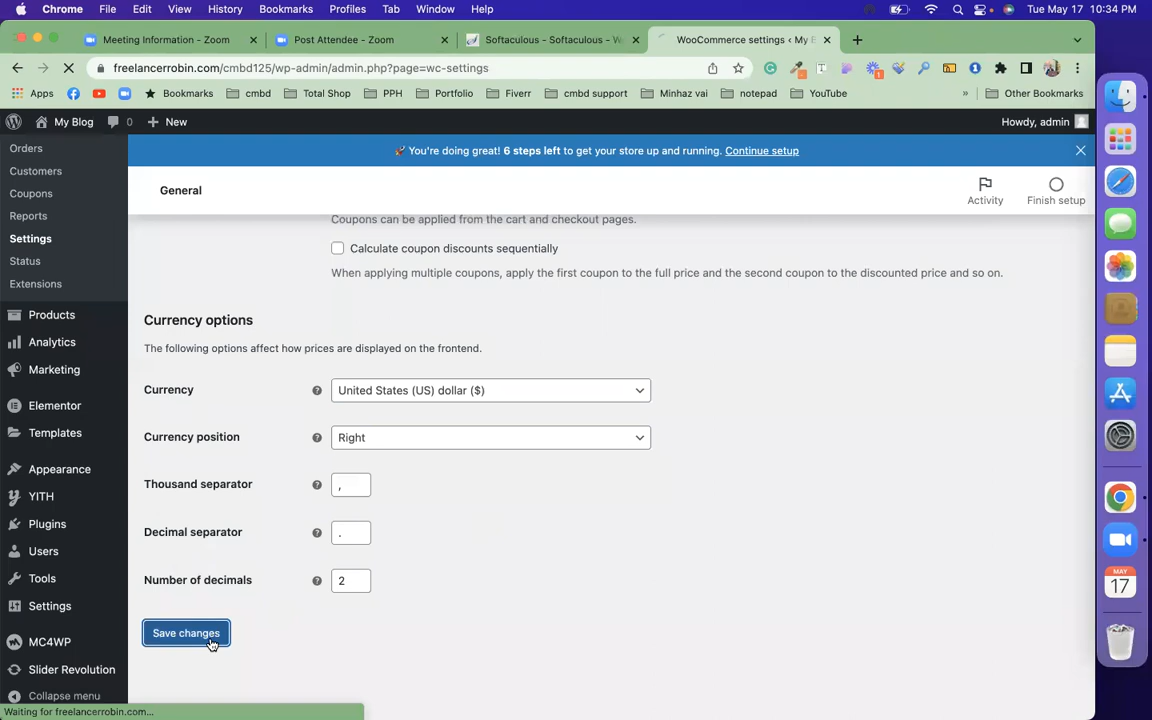 Chrome File Edit View History Bookmarks Profiles Tab Window Help Tue May 17 10:34 PM
Meeting Information - Zoom Post Attendee - Zoom Softaculous - Softaculous - W WooCommerce settings ‹ My B
freelancerrobin.com/cmbd125/wp-admin/admin.php?page=wc-settings
Apps Bookmarks cmbd Total Shop PPH Portfolio Fiverr cmbd support Minhaz vai notepad YouTube » Other Bookmarks
My Blog 0 + New Howdy, admin
Orders
Customers
Coupons
Reports
Settings
Status
Extensions
Products
Analytics
Marketing
Elementor
Templates
Appearance
YITH
Plugins
Users
Tools
Settings
MC4WP
Slider Revolution
Collapse menu
🚀 You're doing great! 6 steps left to get your store up and running. Continue setup
General
Activity
Finish setup
Coupons can be applied from the cart and checkout pages.
Calculate coupon discounts sequentially
When applying multiple coupons, apply the first coupon to the full price and the second coupon to the discounted price and so on.
Currency options
The following options affect how prices are displayed on the frontend.
Currency United States (US) dollar ($)
Currency position Right
Thousand separator ,
Decimal separator .
Number of decimals 2
Save changes
Waiting for freelancerrobin.com...
MAY
17